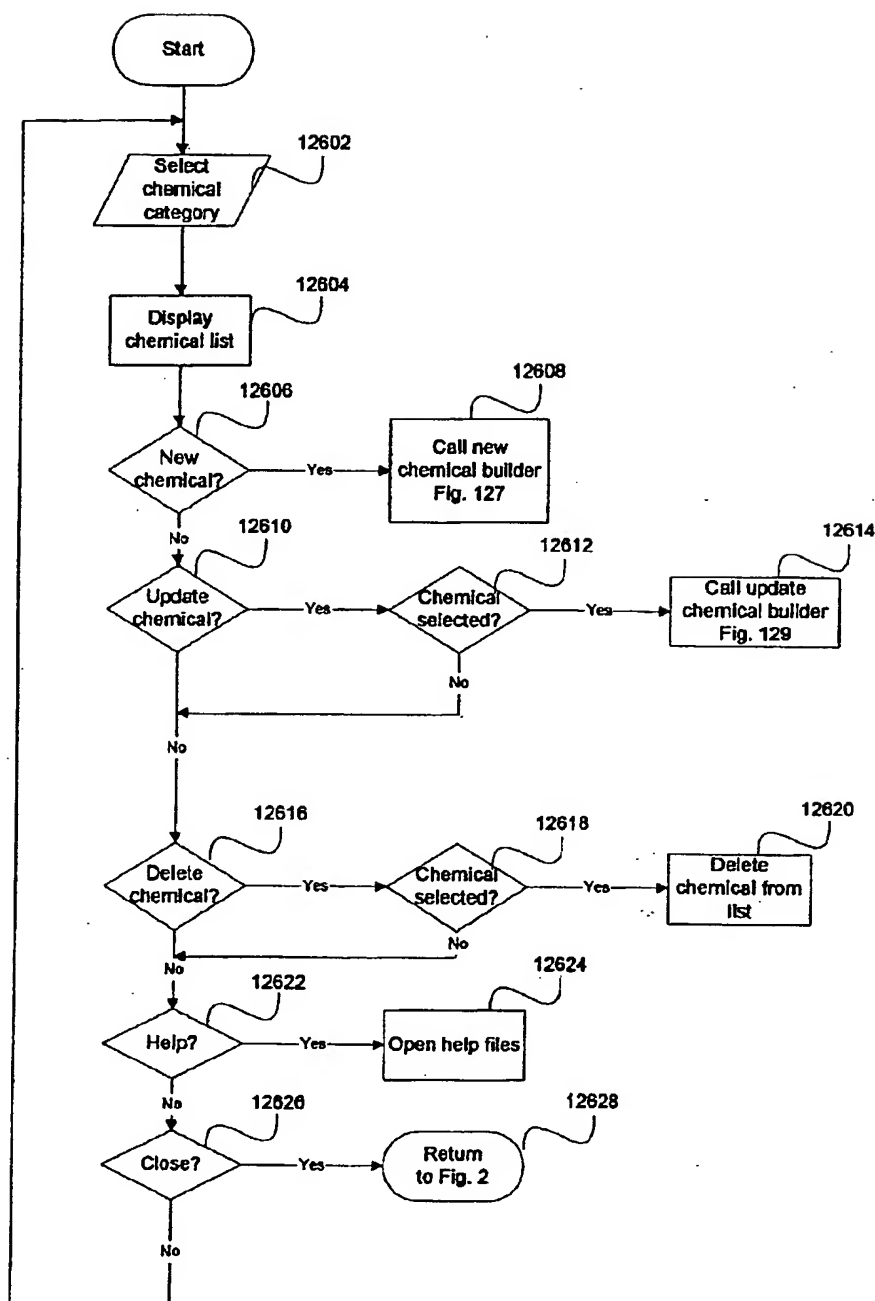 Start
12602
Select
chemical
category
12604
Display
chemical list
12606
New
chemical?
Yes
12608
Call new
chemical builder
Fig. 127
No
12610
Update
chemical?
Yes
12612
Chemical
selected?
Yes
12614
Call update
chemical builder
Fig. 129
No
No
12616
Delete
chemical?
Yes
12618
Chemical
selected?
Yes
12620
Delete
chemical from
list
No
No
12622
Help?
Yes
12624
Open help files
No
12626
Close?
Yes
12628
Return
to Fig. 2
No